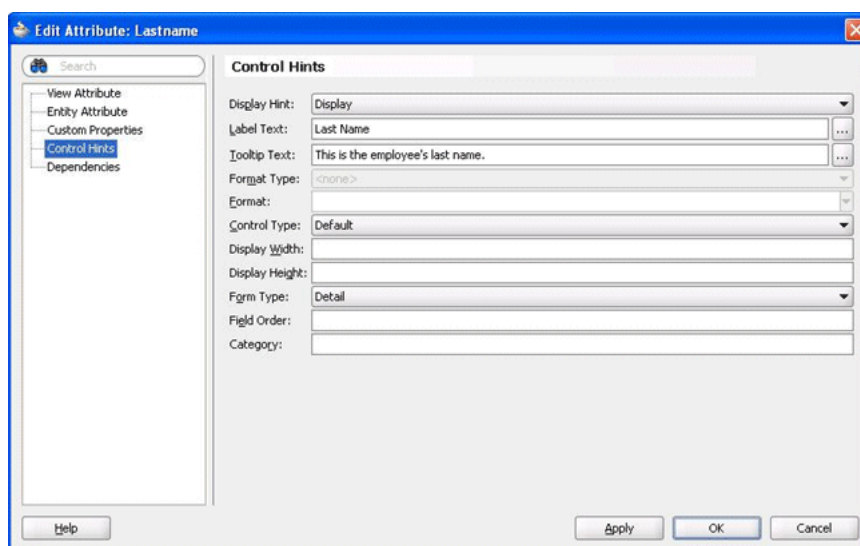 Edit Attribute: Lastname
Search
View Attribute
Entity Attribute
Custom Properties
Control Hints
Dependencies
Control Hints
Display Hint: Display
Label Text: Last Name ...
Tooltip Text: This is the employee's last name. ...
Format Type: <none>
Format:
Control Type: Default
Display Width:
Display Height:
Form Type: Detail
Field Order:
Category:
Help Apply OK Cancel